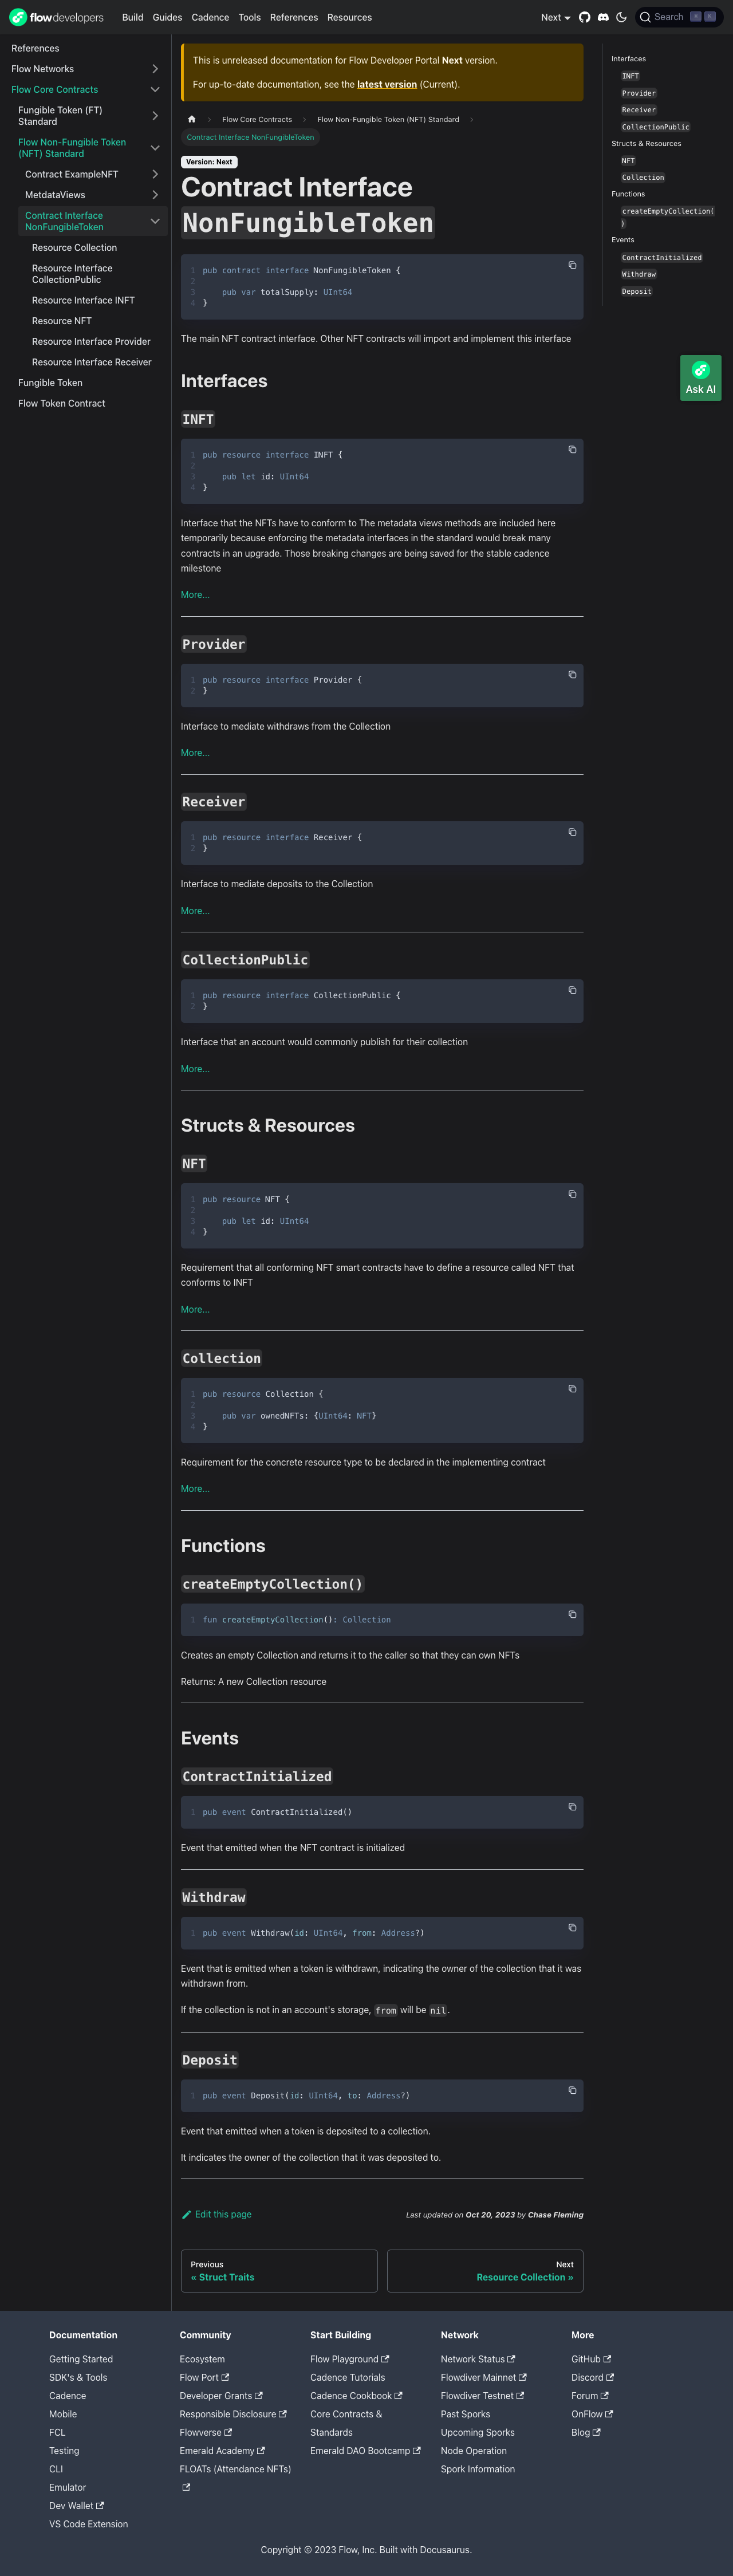 flow developers
Build Guides Cadence Tools References Resources
Next
Search ⌘ K
References
Flow Networks
Flow Core Contracts
Fungible Token (FT)
Standard
Flow Non-Fungible Token
(NFT) Standard
Contract ExampleNFT
MetdataViews
Contract Interface
NonFungibleToken
Resource Collection
Resource Interface
CollectionPublic
Resource Interface INFT
Resource NFT
Resource Interface Provider
Resource Interface Receiver
Fungible Token
Flow Token Contract
This is unreleased documentation for Flow Developer Portal Next version.
For up-to-date documentation, see the latest version (Current).
Flow Core Contracts
Flow Non-Fungible Token (NFT) Standard
Contract Interface NonFungibleToken
Version: Next
Contract Interface
NonFungibleToken
1 pub contract interface NonFungibleToken {
2
3 pub var totalSupply: UInt64
4 }
The main NFT contract interface. Other NFT contracts will import and implement this interface
Interfaces
INFT
1 pub resource interface INFT {
2
3 pub let id: UInt64
4 }
Interface that the NFTs have to conform to The metadata views methods are included here
temporarily because enforcing the metadata interfaces in the standard would break many
contracts in an upgrade. Those breaking changes are being saved for the stable cadence
milestone
More...
Provider
1 pub resource interface Provider {
2 }
Interface to mediate withdraws from the Collection
More...
Receiver
1 pub resource interface Receiver {
2 }
Interface to mediate deposits to the Collection
More...
CollectionPublic
1 pub resource interface CollectionPublic {
2 }
Interface that an account would commonly publish for their collection
More...
Structs & Resources
NFT
1 pub resource NFT {
2
3 pub let id: UInt64
4 }
Requirement that all conforming NFT smart contracts have to define a resource called NFT that
conforms to INFT
More...
Collection
1 pub resource Collection {
2
3 pub var ownedNFTs: {UInt64: NFT}
4 }
Requirement for the concrete resource type to be declared in the implementing contract
More...
Functions
createEmptyCollection()
1 fun createEmptyCollection(): Collection
Creates an empty Collection and returns it to the caller so that they can own NFTs
Returns: A new Collection resource
Events
ContractInitialized
1 pub event ContractInitialized()
Event that emitted when the NFT contract is initialized
Withdraw
1 pub event Withdraw(id: UInt64, from: Address?)
Event that is emitted when a token is withdrawn, indicating the owner of the collection that it was
withdrawn from.
If the collection is not in an account's storage, from will be nil.
Deposit
1 pub event Deposit(id: UInt64, to: Address?)
Event that emitted when a token is deposited to a collection.
It indicates the owner of the collection that it was deposited to.
Edit this page
Last updated on Oct 20, 2023 by Chase Fleming
Previous
« Struct Traits
Next
Resource Collection »
Interfaces
INFT
Provider
Receiver
CollectionPublic
Structs & Resources
NFT
Collection
Functions
createEmptyCollection(
)
Events
ContractInitialized
Withdraw
Deposit
Ask AI
Documentation
Getting Started
SDK's & Tools
Cadence
Mobile
FCL
Testing
CLI
Emulator
Dev Wallet
VS Code Extension
Community
Ecosystem
Flow Port
Developer Grants
Responsible Disclosure
Flowverse
Emerald Academy
FLOATs (Attendance NFTs)
Start Building
Flow Playground
Cadence Tutorials
Cadence Cookbook
Core Contracts &
Standards
Emerald DAO Bootcamp
Network
Network Status
Flowdiver Mainnet
Flowdiver Testnet
Past Sporks
Upcoming Sporks
Node Operation
Spork Information
More
GitHub
Discord
Forum
OnFlow
Blog
Copyright © 2023 Flow, Inc. Built with Docusaurus.